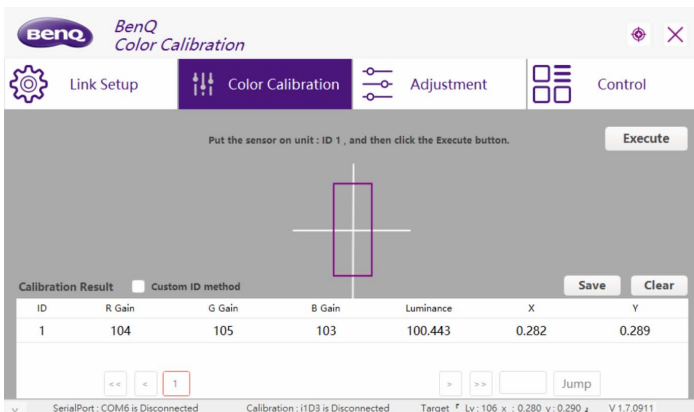 BenQ
BenQ
Color Calibration
Link Setup
Color Calibration
Adjustment
Control
Put the sensor on unit : ID 1 , and then click the Execute button.
Execute
Calibration Result
Custom ID method
Save
Clear
ID R Gain G Gain B Gain Luminance X Y
1 104 105 103 100.443 0.282 0.289
<< < 1 > >> Jump
SerialPort : COM6 is Disconnected Calibration : i1D3 is Disconnected Target 『 Lv : 106 x : 0.280 y : 0.290 』 V 1.7.0911